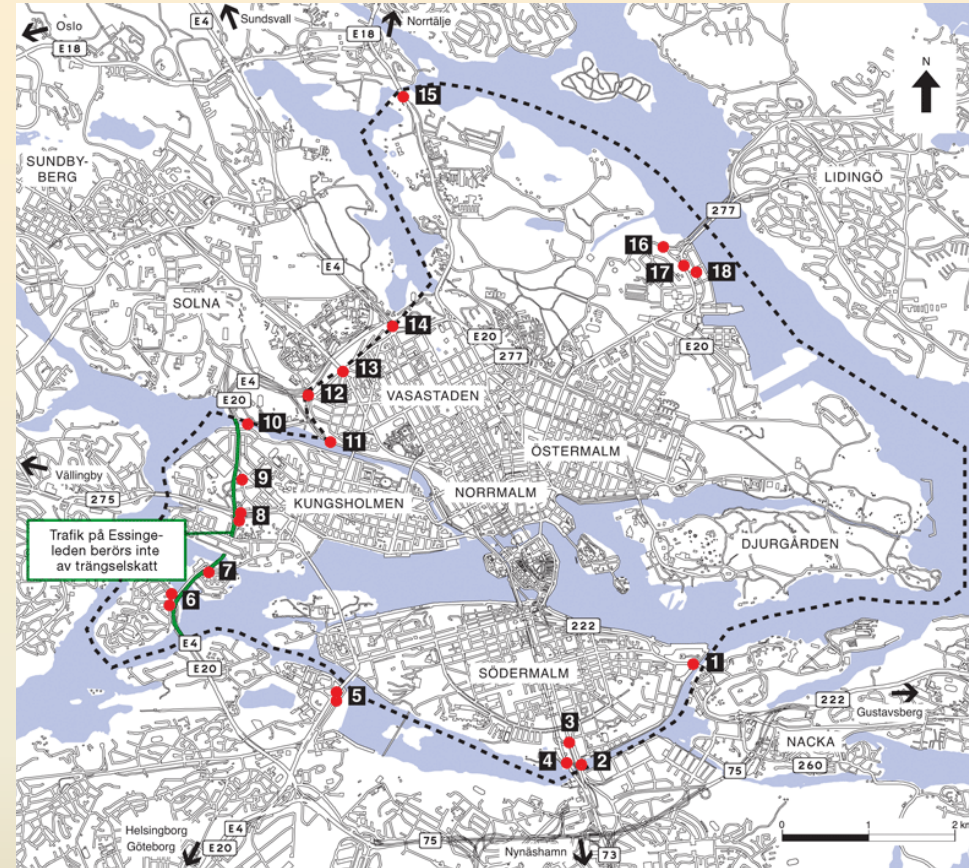 E4
Sundsvall
Norrtälje
Oslo
E18
E18
N
15
SUNDBY-
BERG
LIDINGÖ
277
16
17
18
E4
SOLNA
14
E20
277
E20
13
E4
12
VASASTADEN
E20
10
11
ÖSTERMALM
Vällingby
9
275
KUNGSHOLMEN
NORRMALM
8
Trafik på Essinge-
leden berörs inte
av trängselskatt
DJURGÅRDEN
7
6
222
E4
1
E20
SÖDERMALM
5
222
Gustavsberg
3
NACKA
4
2
75
260
0
1
2 km
Helsingborg
Göteborg
E4
E20
75
Nynäshamn
73